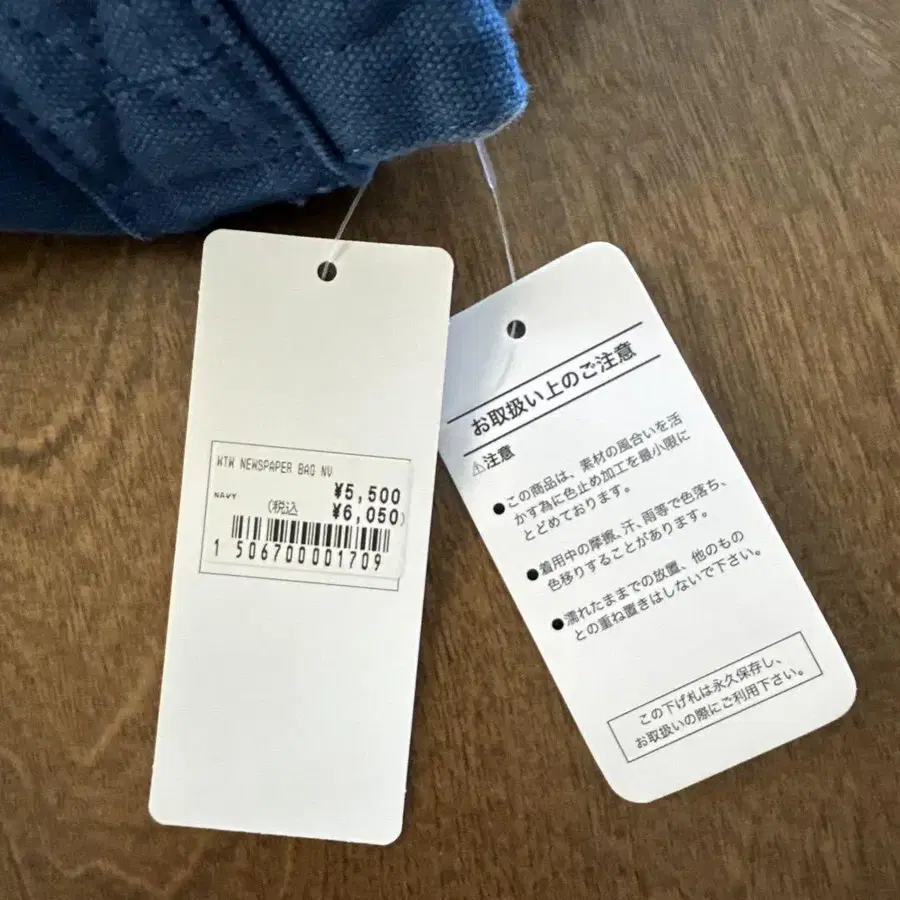 WTW NEWSPAPER BAG NV
NAVY
¥5,500
(税込 ¥6,050)
1506700001709
お取扱い上のご注意
⚠注意
●この商品は、素材の風合いを活
かす為に色止め加工を最小限に
とどめております。
●着用中の摩擦、汗、雨等で色落ち、
色移りすることがあります。
●濡れたままでの放置、他のもの
との重ね置きはしないで下さい。
この下げ札は永久保存し、
お取扱いの際にご利用下さい。